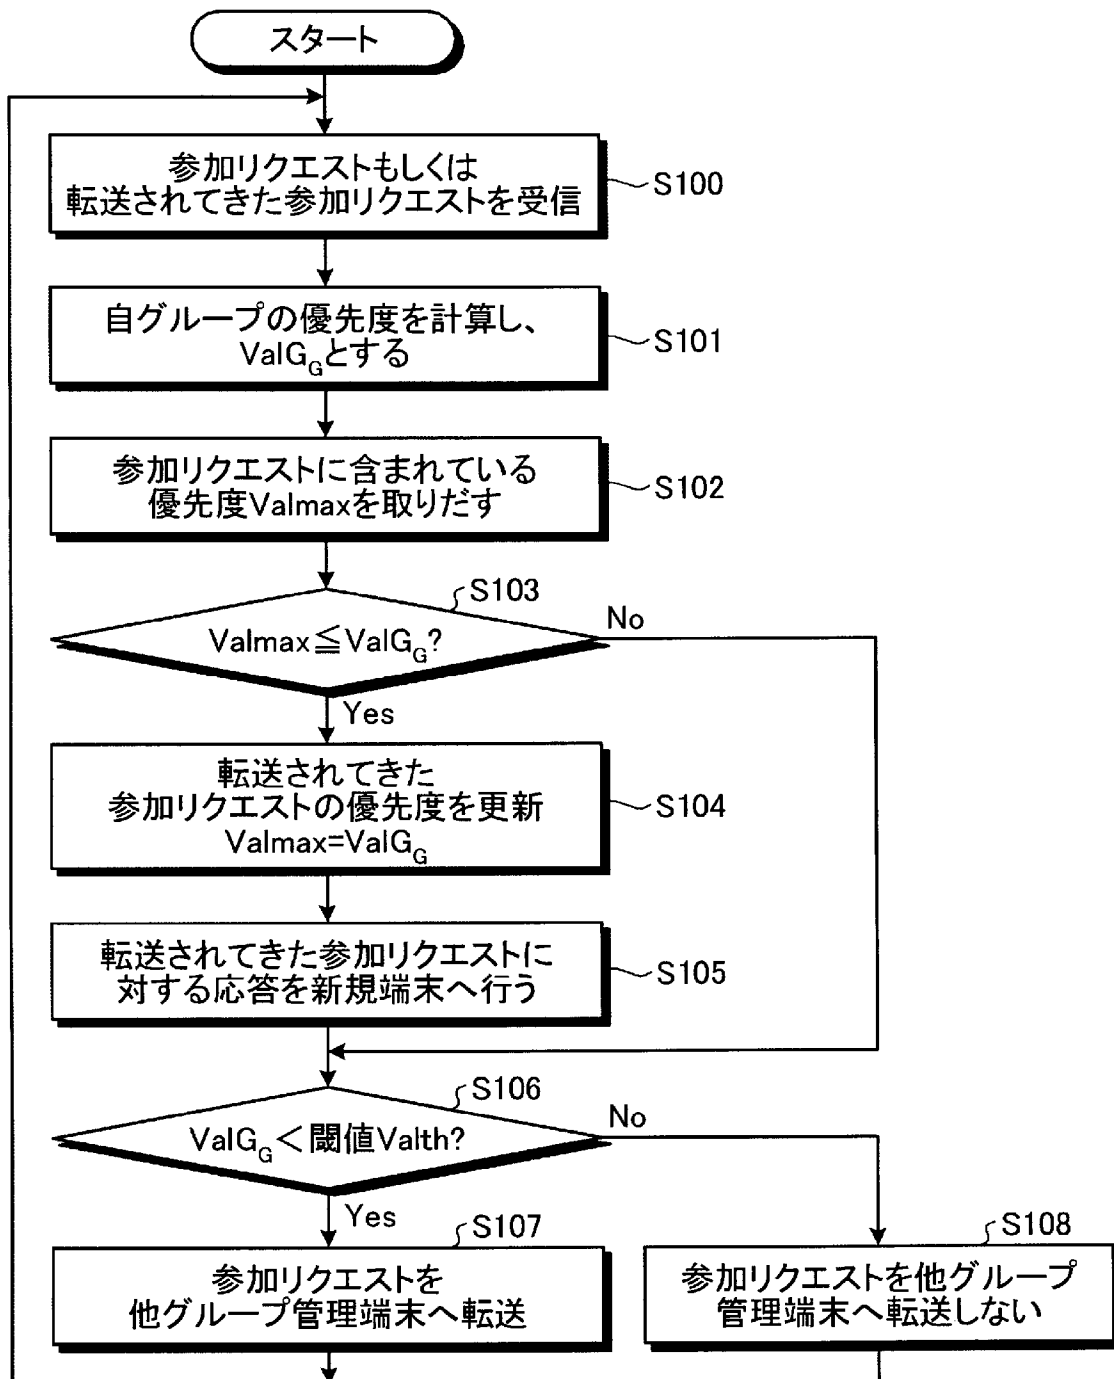 スタート
参加リクエストもしくは
転送されてきた参加リクエストを受信
S100
自グループの優先度を計算し、
ValG_Gとする
S101
参加リクエストに含まれている
優先度Valmaxを取りだす
S102
S103
Valmax≦ValG_G?
No
Yes
転送されてきた
参加リクエストの優先度を更新
Valmax=ValG_G
S104
転送されてきた参加リクエストに
対する応答を新規端末へ行う
S105
S106
ValG_G＜閾値Valth?
No
Yes
S107
参加リクエストを
他グループ管理端末へ転送
S108
参加リクエストを他グループ
管理端末へ転送しない